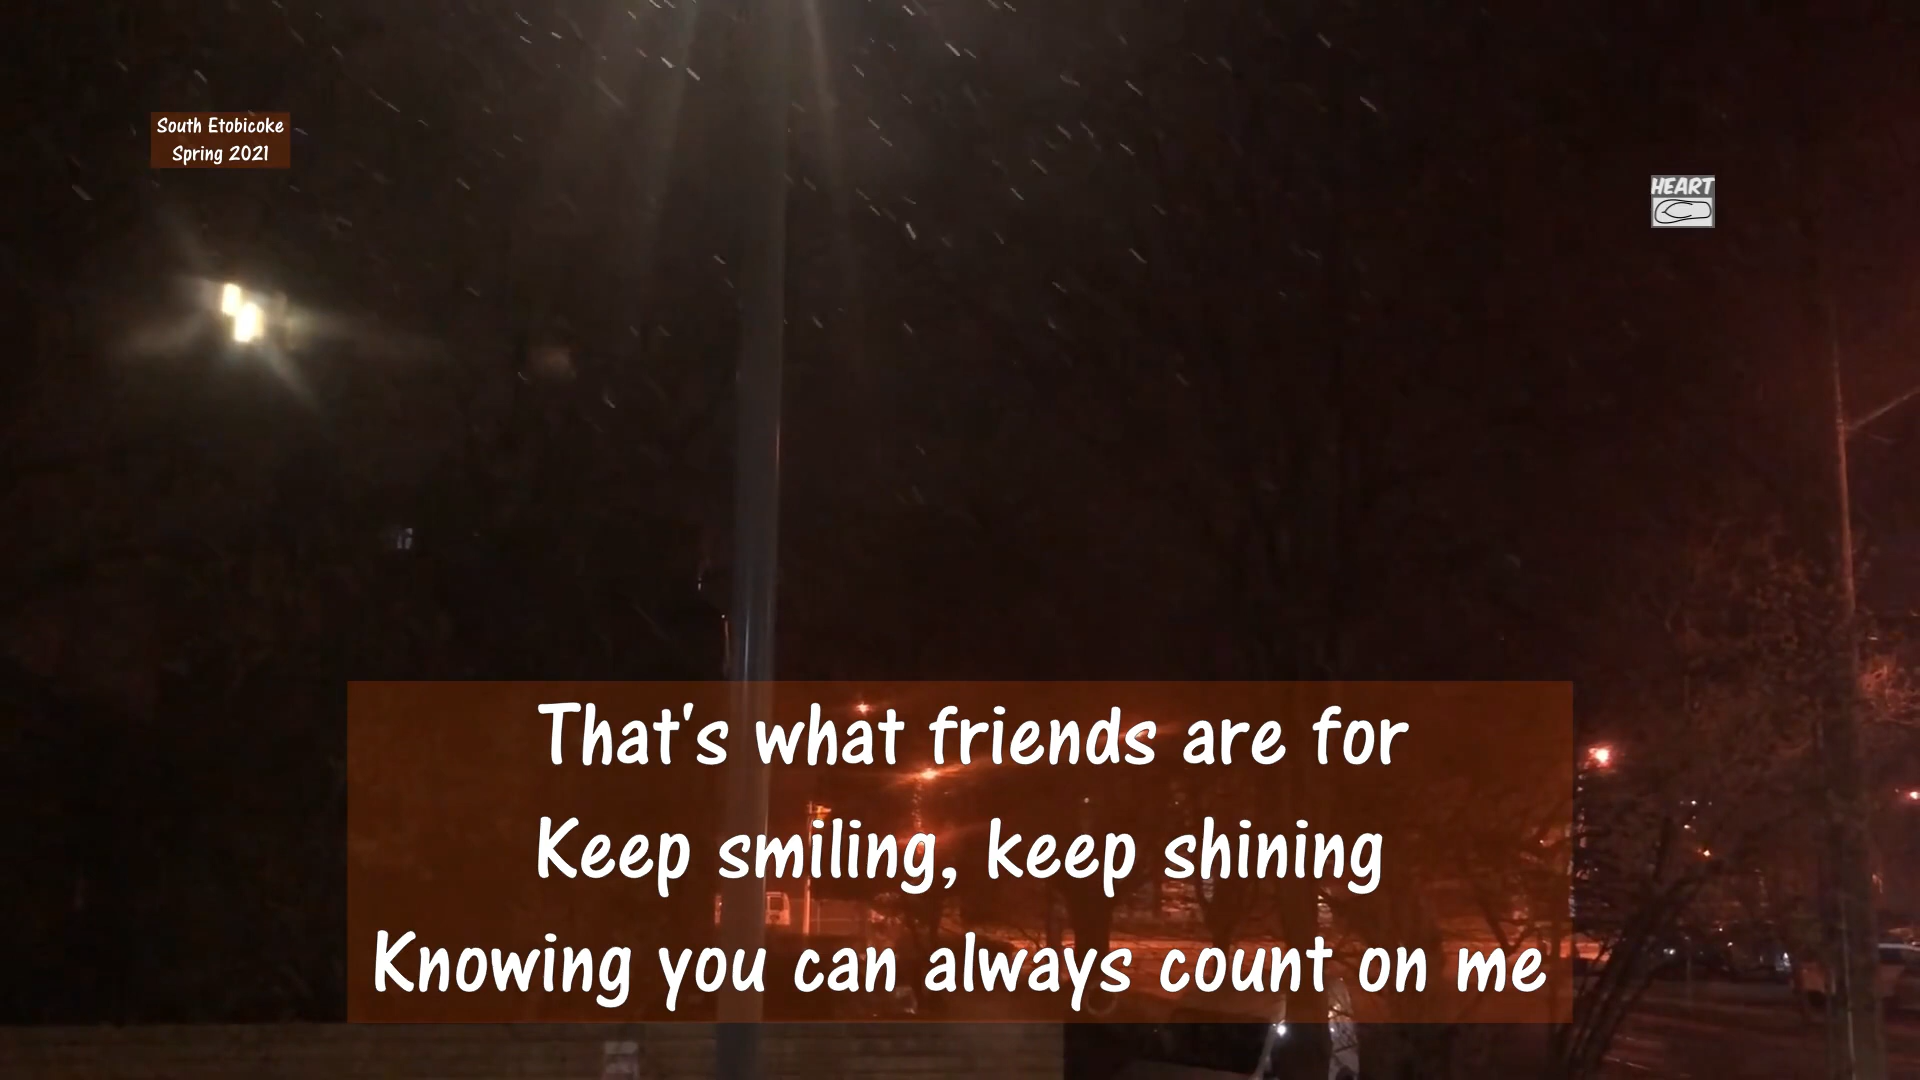 South Etobicoke
Spring 2021
HEART
That's what friends are for
Keep smiling, keep shining
Knowing you can always count on me